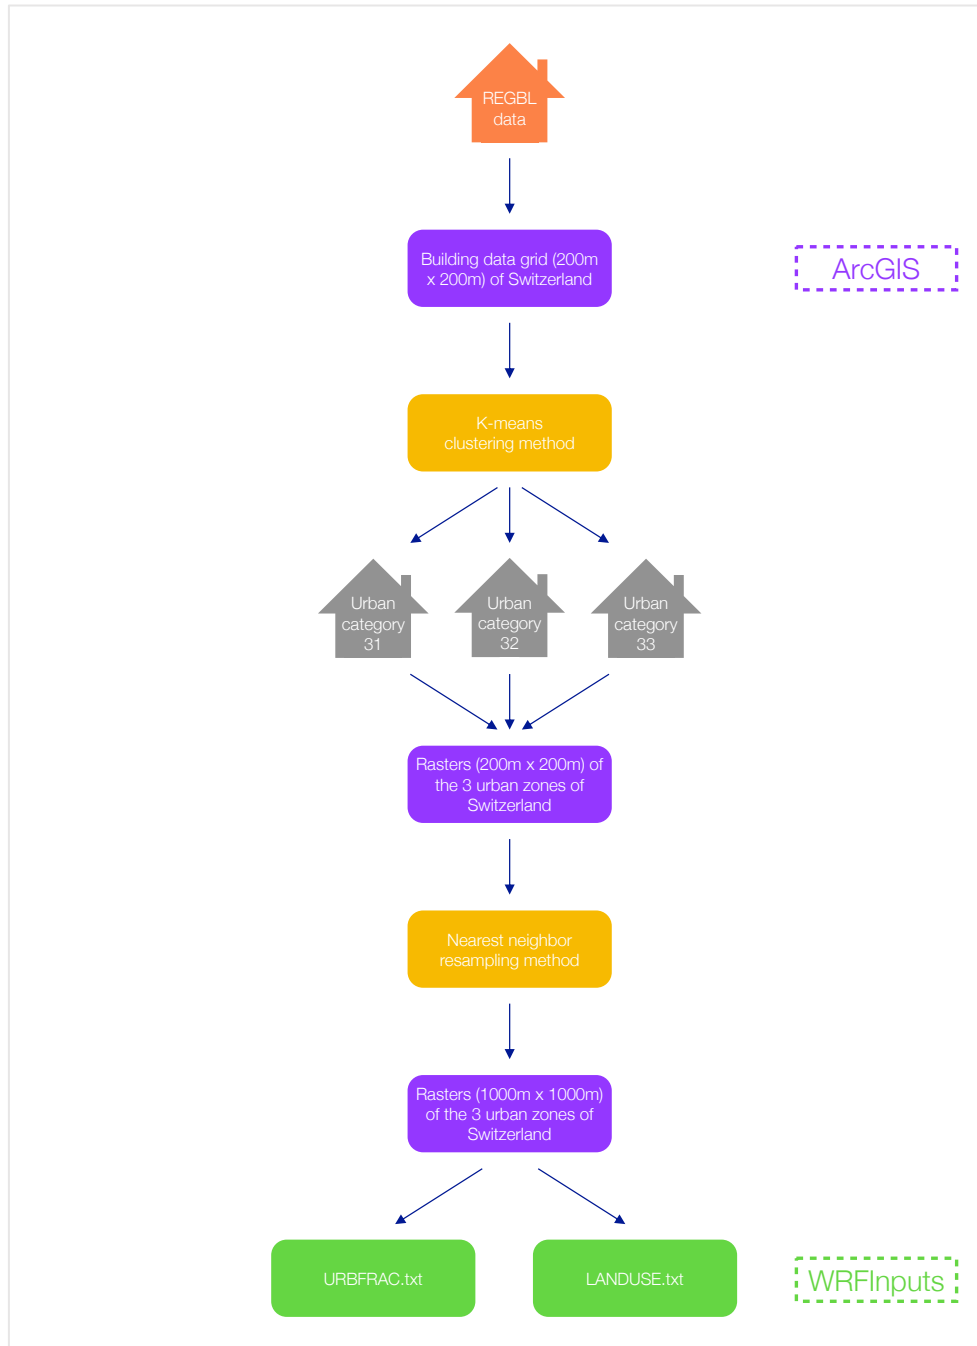 REGBL
data
Building data grid (200m
x 200m) of Switzerland
ArcGIS
K-means
clustering method
Urban
category
31
Urban
category
32
Urban
category
33
Rasters (200m x 200m) of
the 3 urban zones of
Switzerland
Nearest neighbor
resampling method
Rasters (1000m x 1000m)
of the 3 urban zones of
Switzerland
URBFRAC.txt
LANDUSE.txt
WRFInputs